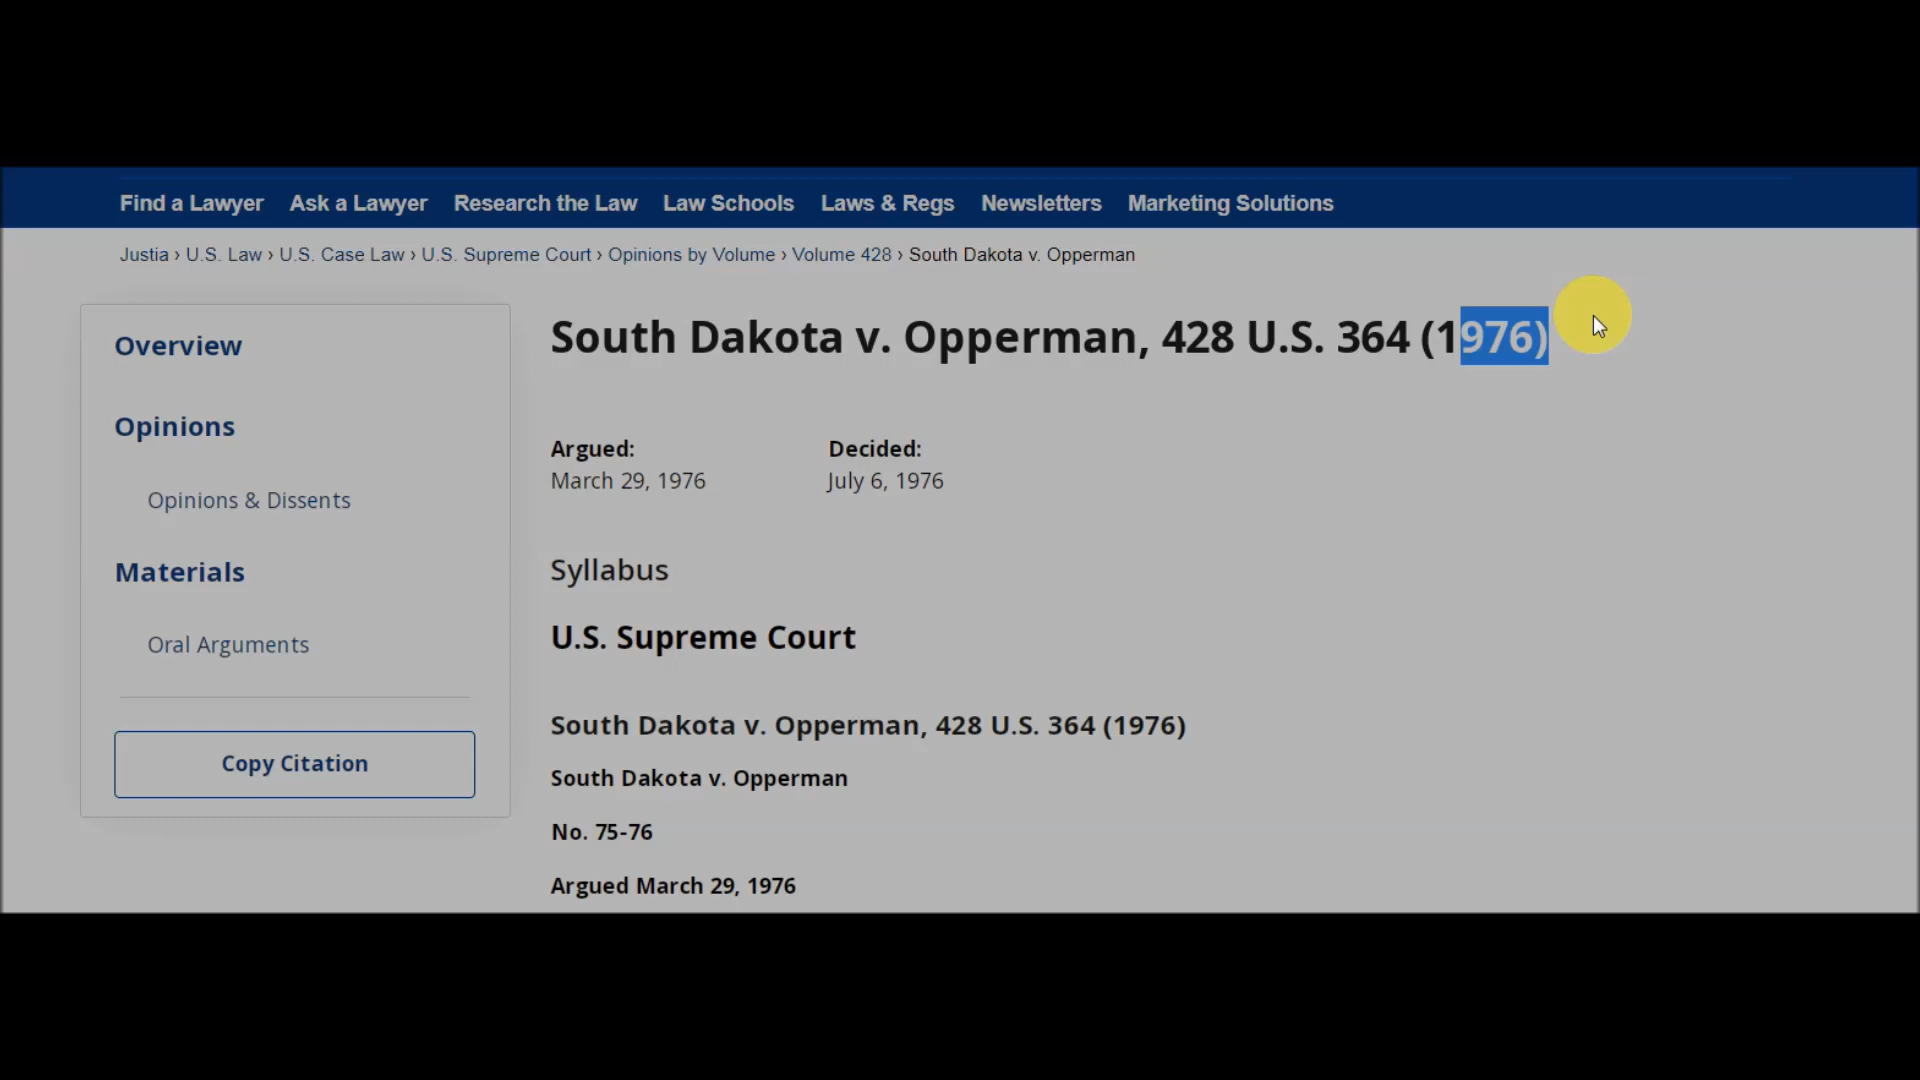 Find a Lawyer Ask a Lawyer Research the Law Law Schools Laws & Regs Newsletters Marketing Solutions
Justia › U.S. Law › U.S. Case Law › U.S. Supreme Court › Opinions by Volume › Volume 428 › South Dakota v. Opperman
Overview
Opinions
Opinions & Dissents
Materials
Oral Arguments
Copy Citation
South Dakota v. Opperman, 428 U.S. 364 (1976)
Argued:
March 29, 1976
Decided:
July 6, 1976
Syllabus
U.S. Supreme Court
South Dakota v. Opperman, 428 U.S. 364 (1976)
South Dakota v. Opperman
No. 75-76
Argued March 29, 1976